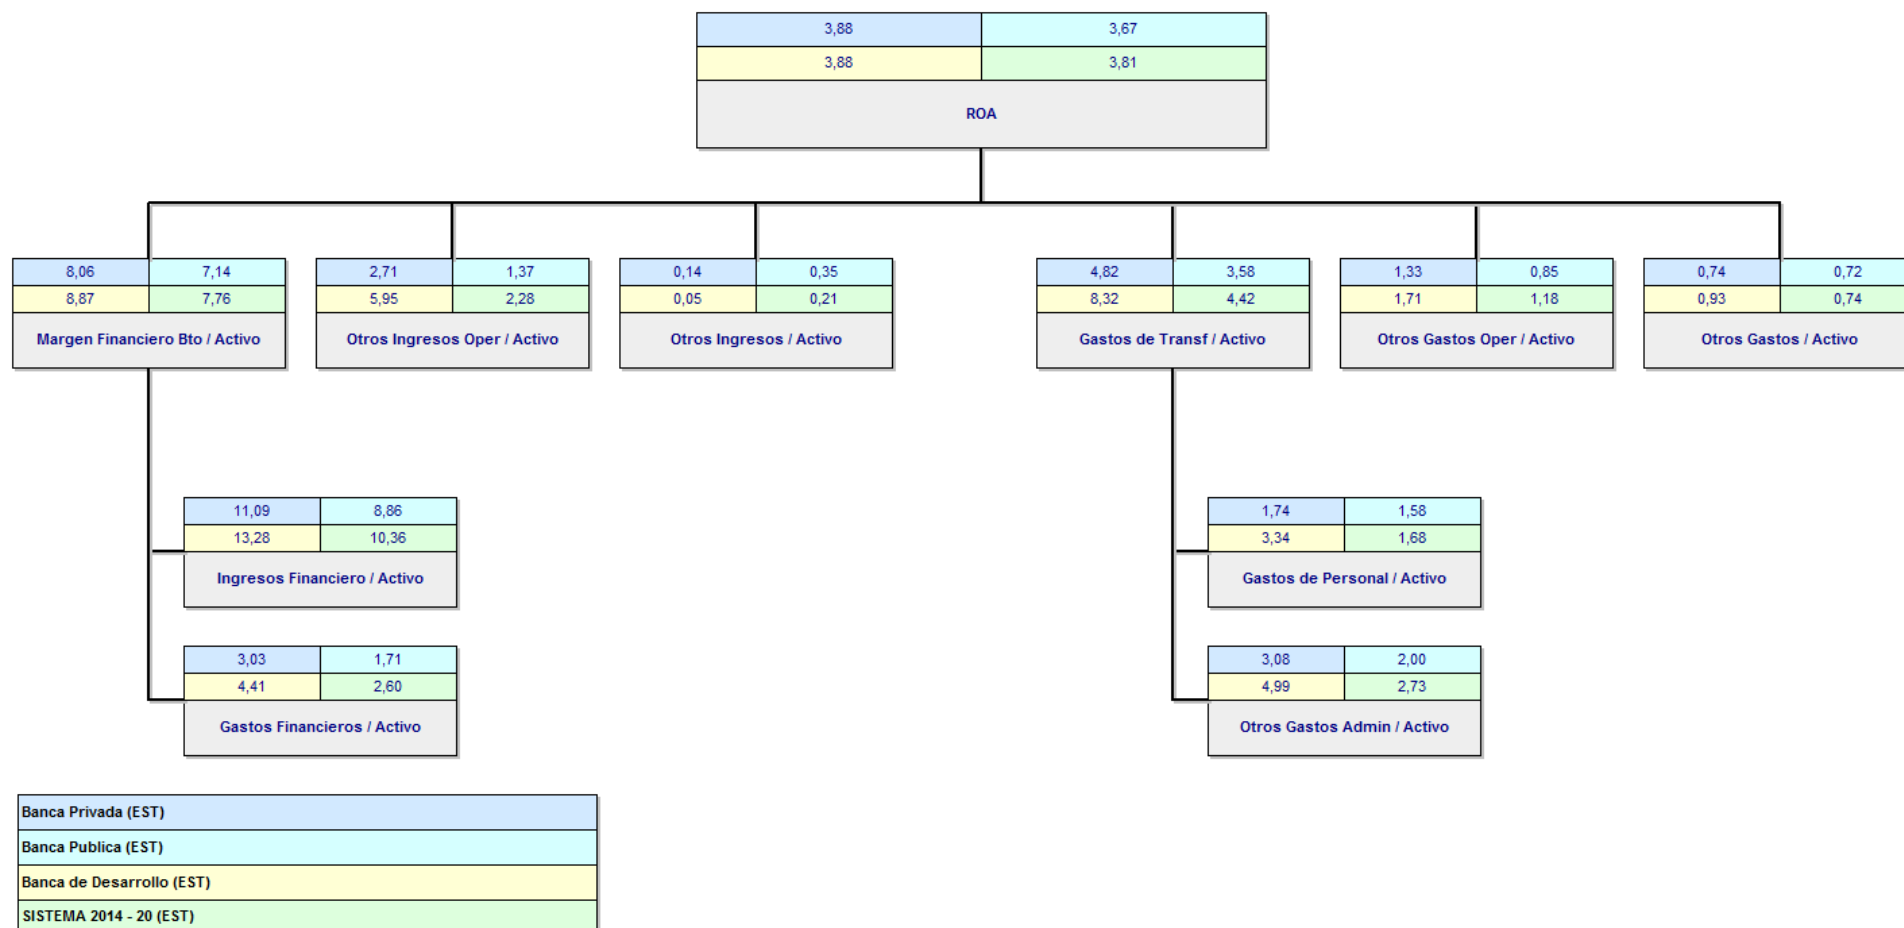 3,88 3,67
3,88 3,81
ROA
8,06 7,14
8,87 7,76
Margen Financiero Bto / Activo
2,71 1,37
5,95 2,28
Otros Ingresos Oper / Activo
0,14 0,35
0,05 0,21
Otros Ingresos / Activo
4,82 3,58
8,32 4,42
Gastos de Transf / Activo
1,33 0,85
1,71 1,18
Otros Gastos Oper / Activo
0,74 0,72
0,93 0,74
Otros Gastos / Activo
11,09 8,86
13,28 10,36
Ingresos Financiero / Activo
1,74 1,58
3,34 1,68
Gastos de Personal / Activo
3,03 1,71
4,41 2,60
Gastos Financieros / Activo
3,08 2,00
4,99 2,73
Otros Gastos Admin / Activo
Banca Privada (EST)
Banca Publica (EST)
Banca de Desarrollo (EST)
SISTEMA 2014 - 20 (EST)